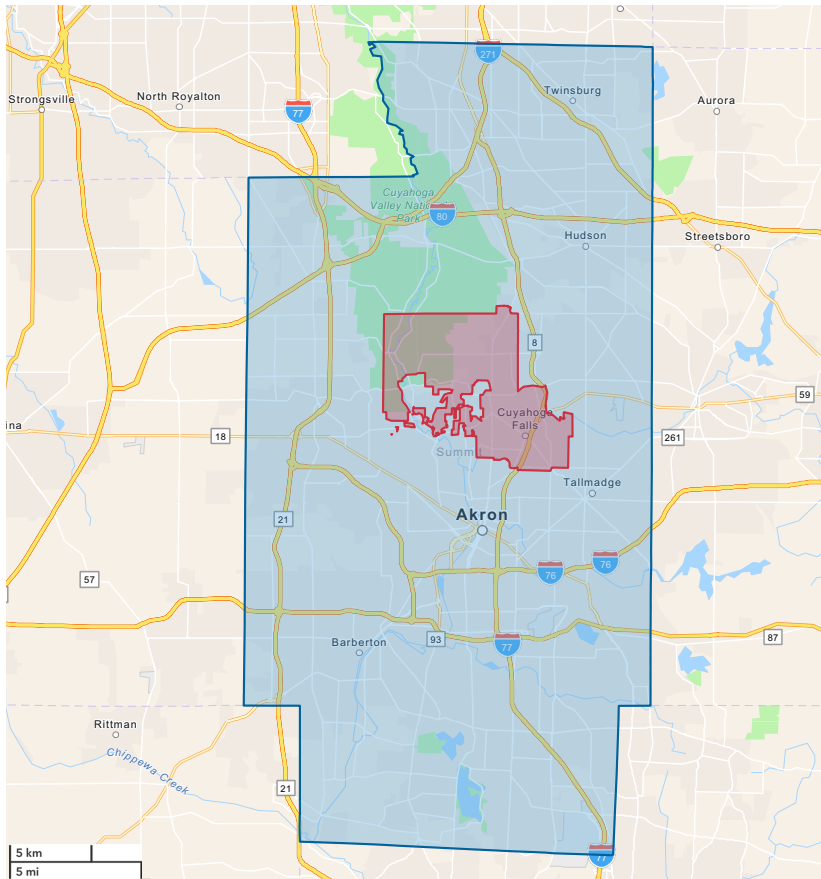 271
Twinsburg
Strongsville
North Royalton
Aurora
77
Cuyahoga
Valley Natio
Park
80
Hudson
Streetsboro
8
59
Cuyahoga
Falls
ina
18
261
Summi
Tallmadge
Akron
21
76
76
57
93
87
Barberton
77
Rittman
Chippewa Creek
21
5 km
77
5 mi